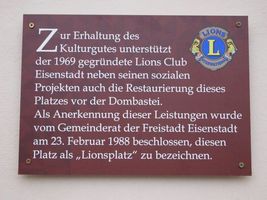 Zur Erhaltung des
Kulturgutes unterstützt
der 1969 gegründete Lions Club
Eisenstadt neben seinen sozialen
Projekten auch die Restaurierung dieses
Platzes vor der Dombastei.
Als Anerkennung dieser Leistungen wurde
vom Gemeinderat der Freistadt Eisenstadt
am 23. Februar 1988 beschlossen, diesen
Platz als „Lionsplatz" zu bezeichnen.
LIONS
L
INTERNATIONAL